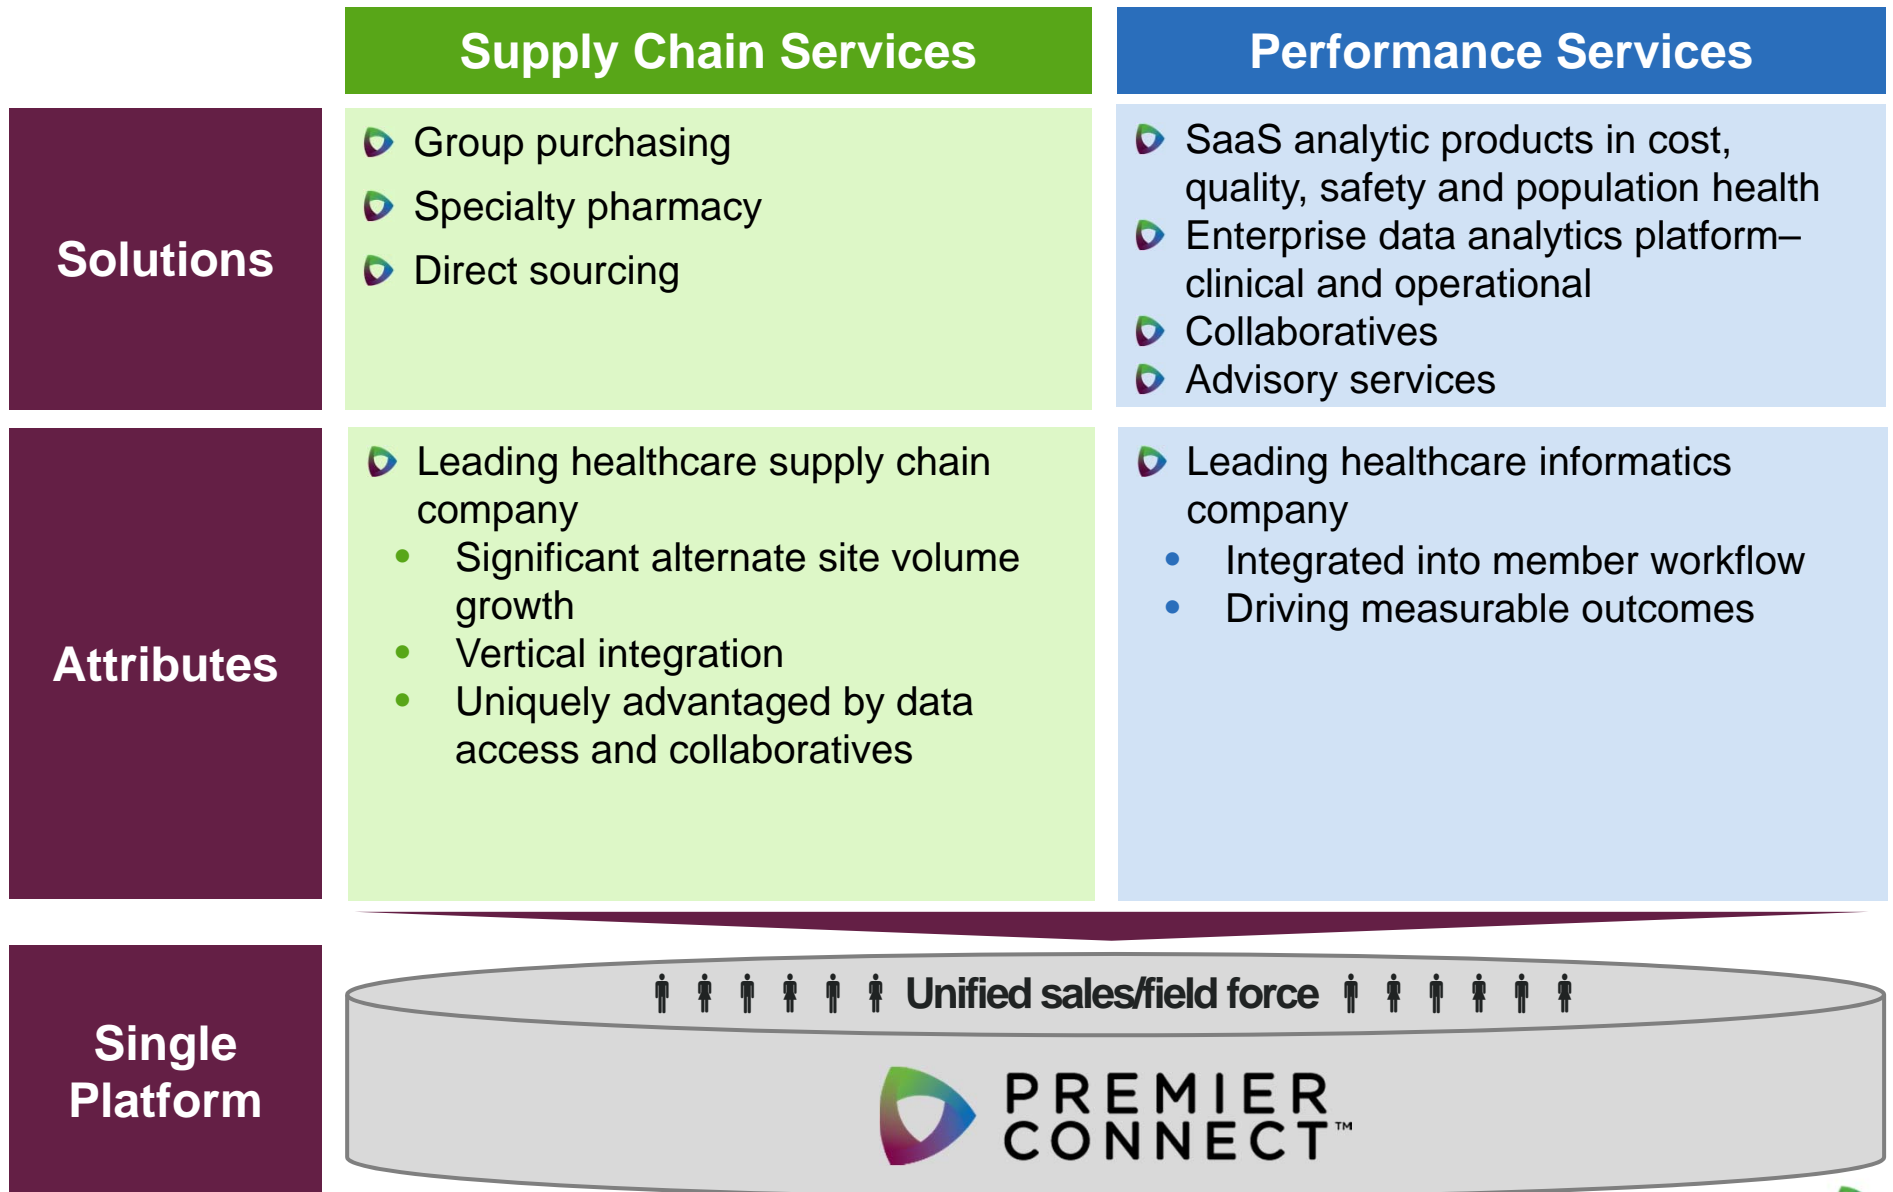 Supply Chain Services
Performance Services
Solutions
Group purchasing
Specialty pharmacy
Direct sourcing
SaaS analytic products in cost,
quality, safety and population health
Enterprise data analytics platform–
clinical and operational
Collaboratives
Advisory services
Attributes
Leading healthcare supply chain
company
• Significant alternate site volume
growth
• Vertical integration
• Uniquely advantaged by data
access and collaboratives
Leading healthcare informatics
company
• Integrated into member workflow
• Driving measurable outcomes
Single
Platform
Unified sales/field force
PREMIER
CONNECT™